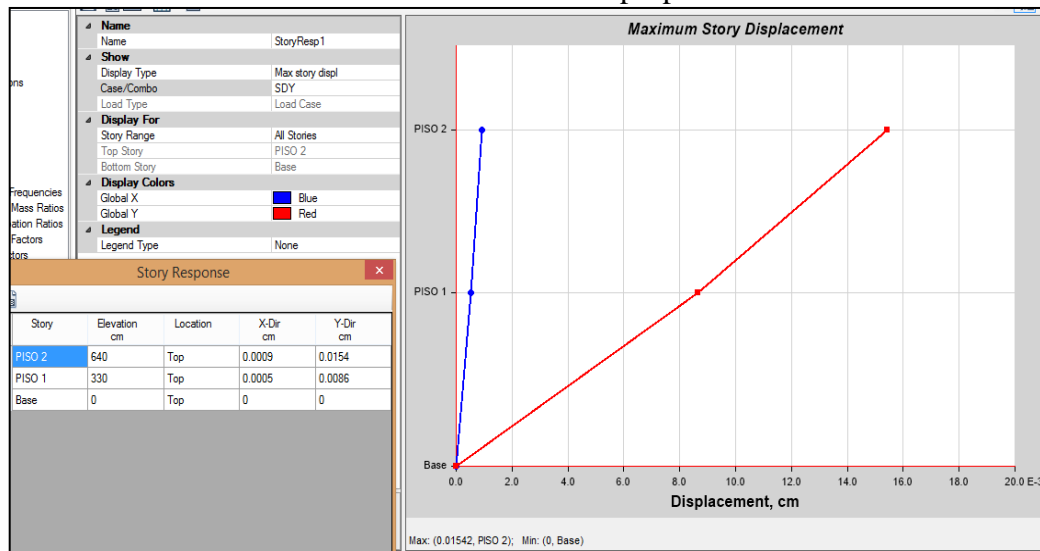 Name
Name StoryResp1
Show
Display Type Max story displ
Case/Combo SDY
Load Type Load Case
Display For
Story Range All Stories
Top Story PISO 2
Bottom Story Base
Display Colors
Global X Blue
Global Y Red
Legend
Legend Type None
ons
Frequencies
Mass Ratios
ation Ratios
Factors
ctors
Story Response
Story Elevation Location X-Dir Y-Dir
cm cm cm
PISO 2 640 Top 0.0009 0.0154
PISO 1 330 Top 0.0005 0.0086
Base 0 Top 0 0
Maximum Story Displacement
PISO 2
PISO 1
Base
0.0 2.0 4.0 6.0 8.0 10.0 12.0 14.0 16.0 18.0 20.0 E-3
Displacement, cm
Max: (0.01542, PISO 2); Min: (0, Base)